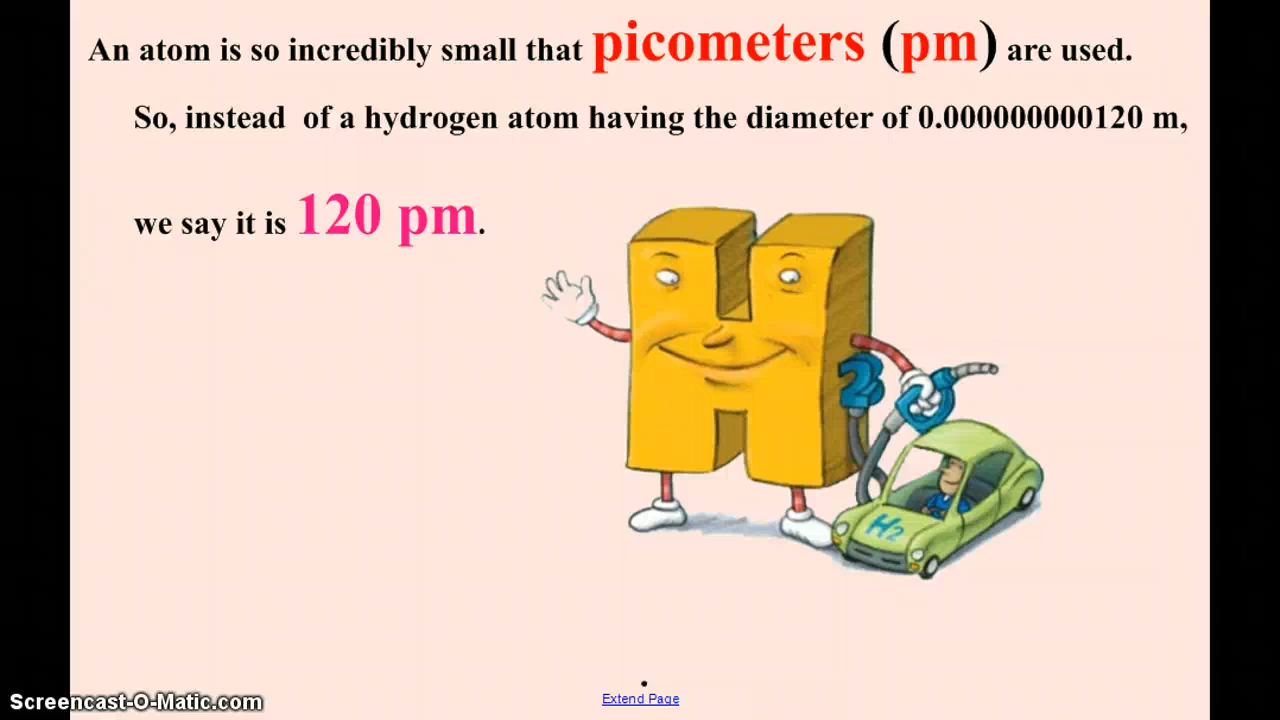 An atom is so incredibly small that picometers (pm) are used.
So, instead of a hydrogen atom having the diameter of 0.000000000120 m,
we say it is 120 pm.
2
H2
Extend Page
Screencast-O-Matic.com